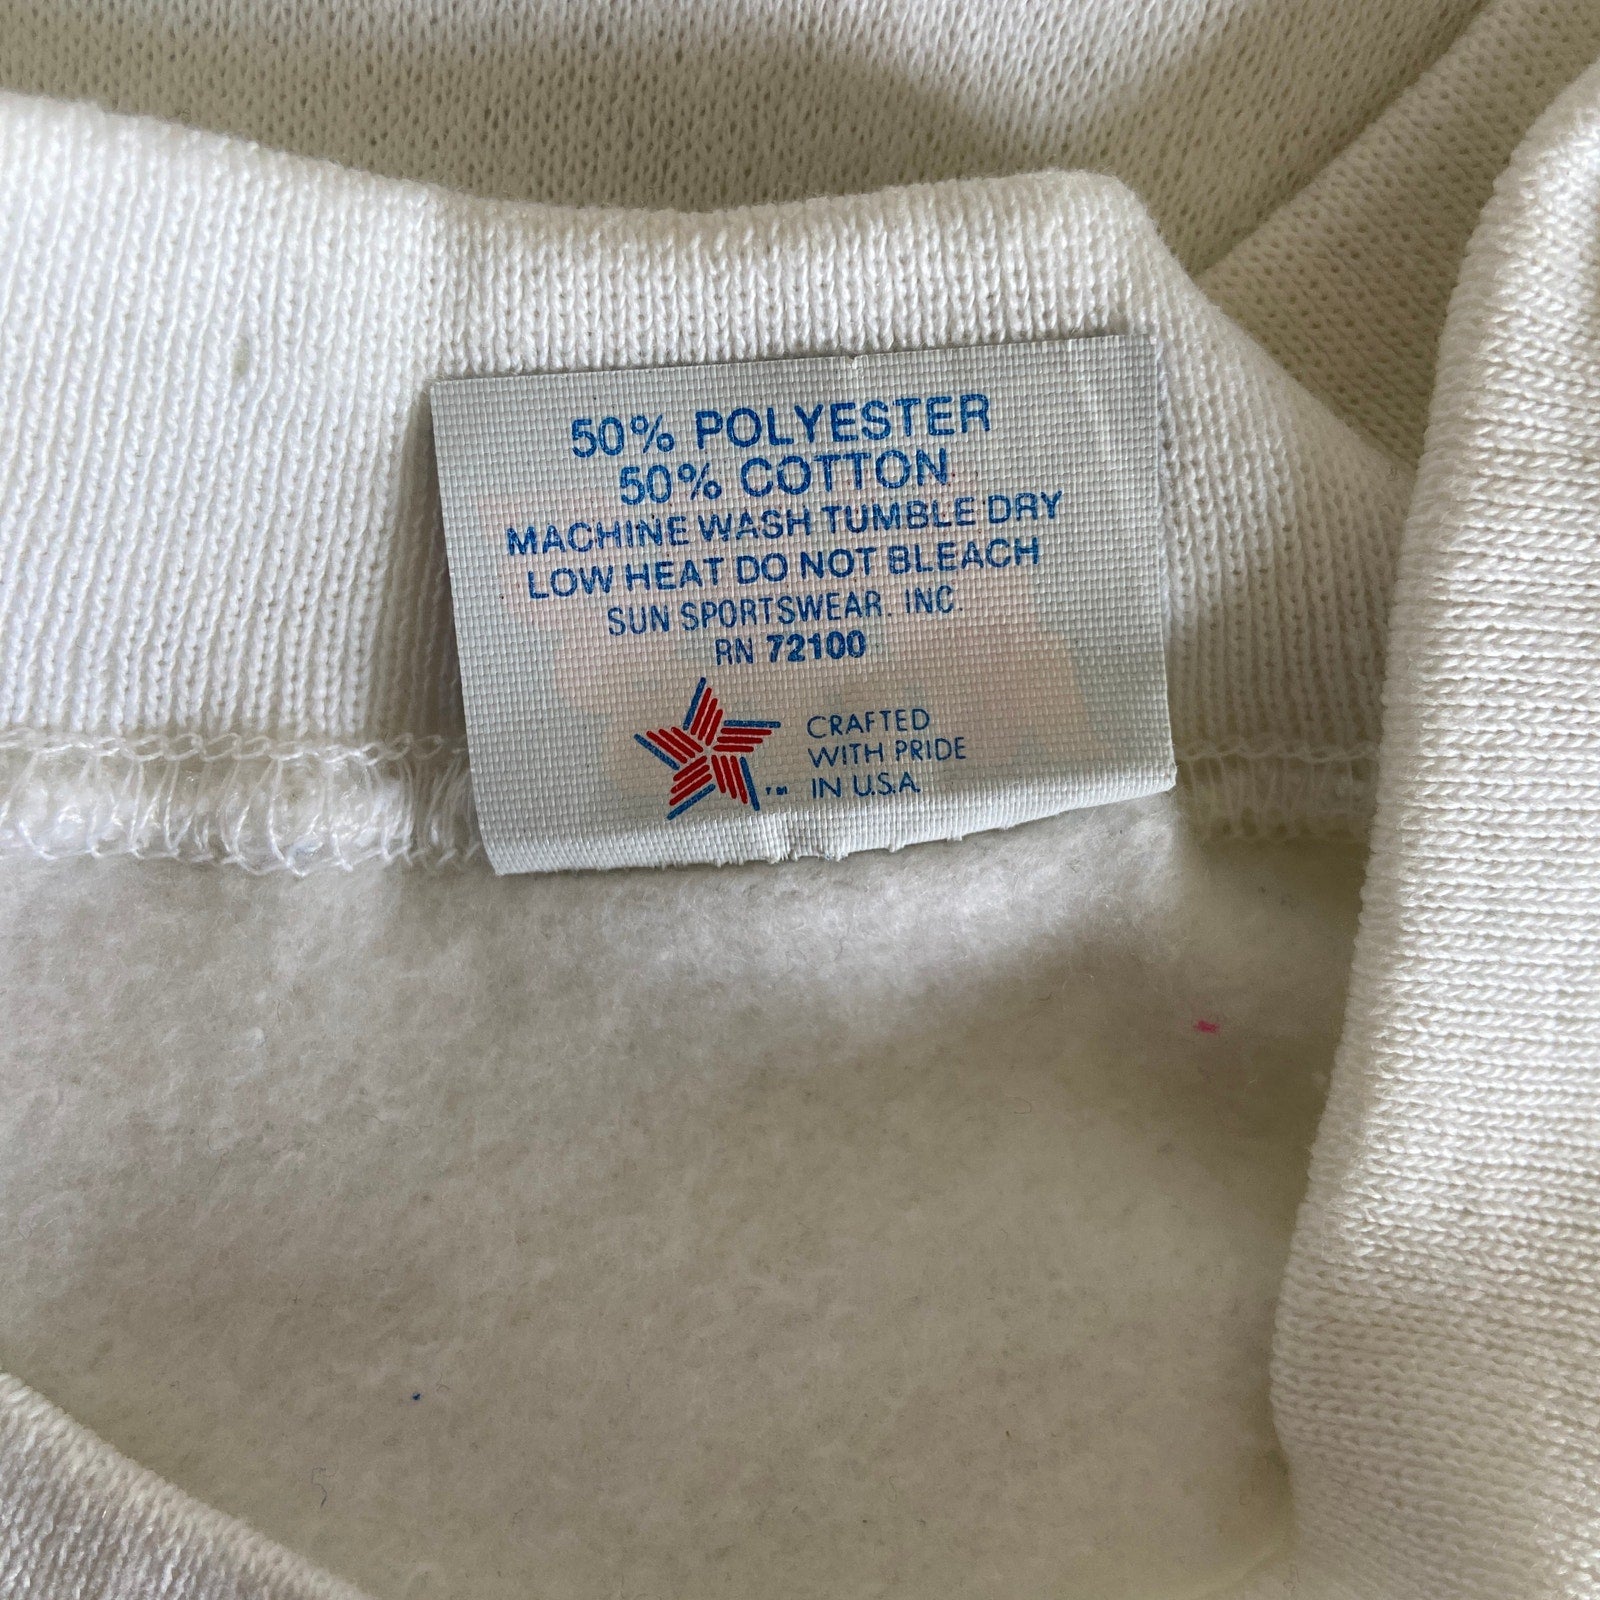 50% POLYESTER
50% COTTON
MACHINE WASH TUMBLE DRY
LOW HEAT DO NOT BLEACH
SUN SPORTSWEAR, INC.
RN 72100
CRAFTED
WITH PRIDE
TM IN U.S.A.